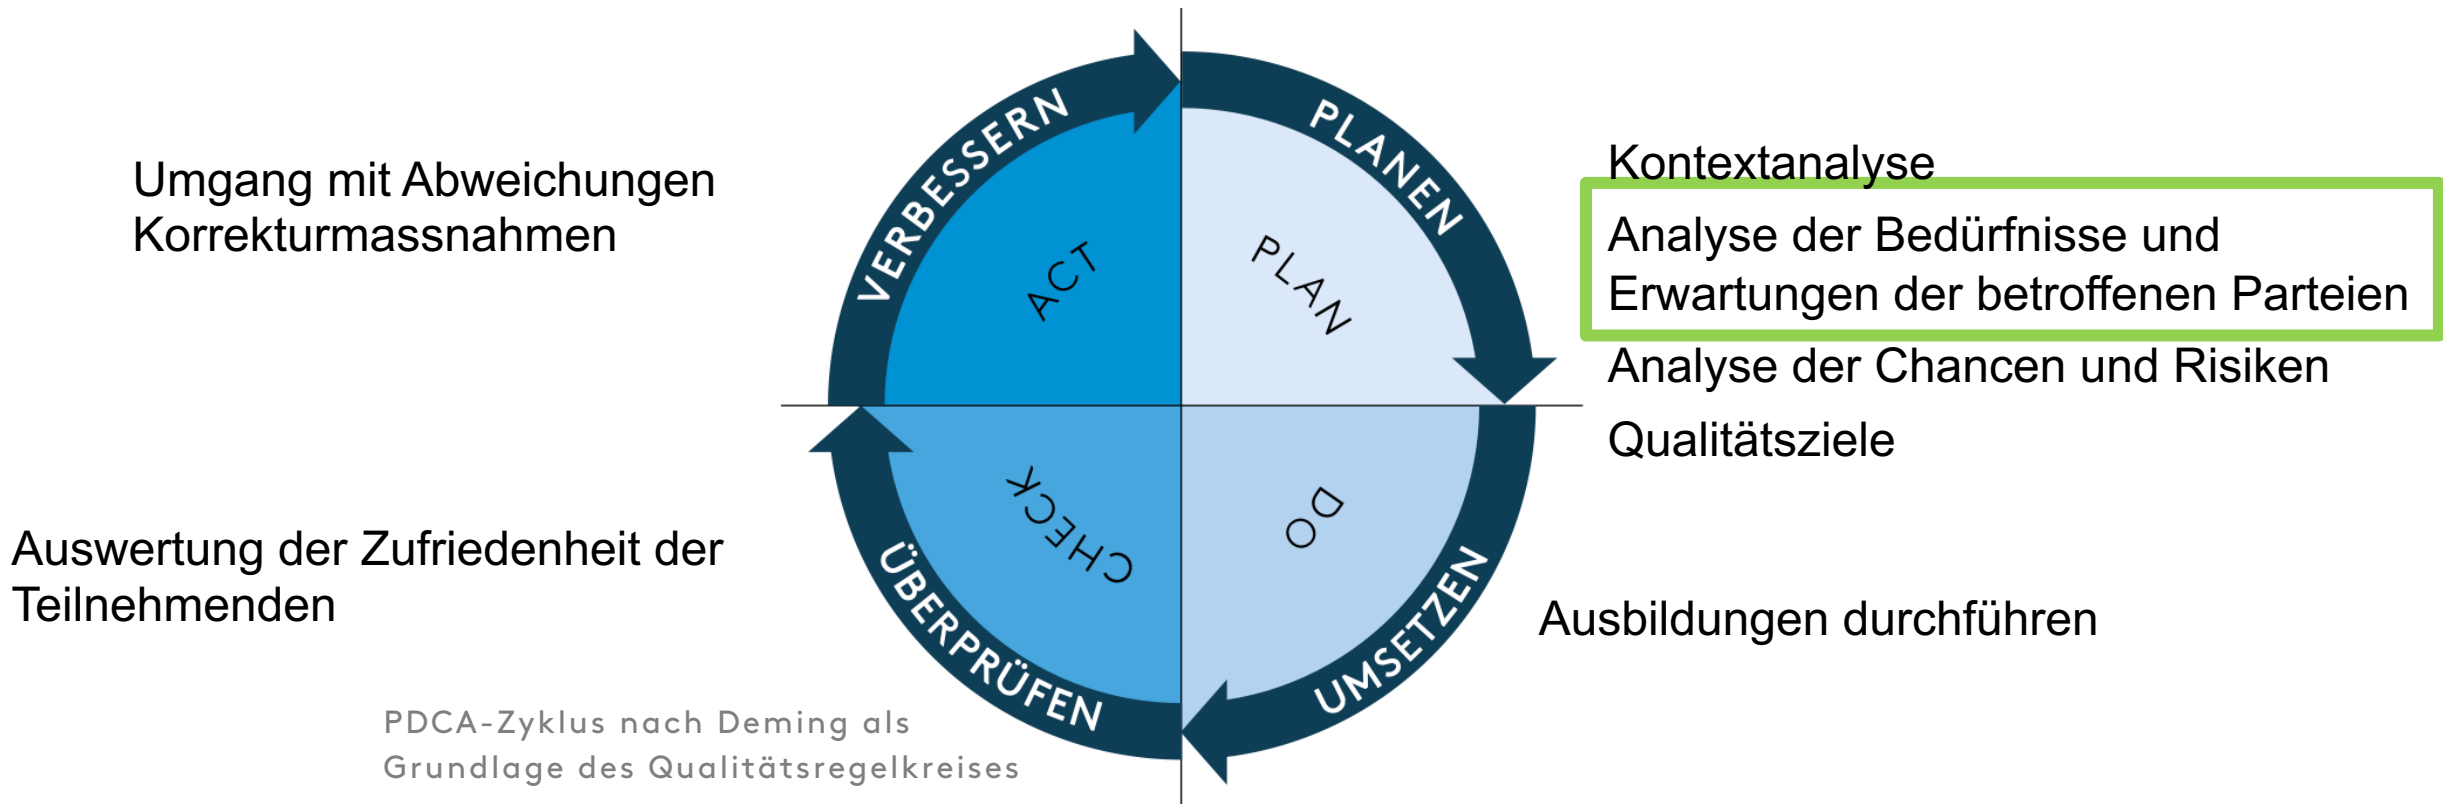 Umgang mit Abweichungen
Korrekturmassnahmen
VERBESSERN
ACT
PLANEN
PLAN
Kontextanalyse
Analyse der Bedürfnisse und
Erwartungen der betroffenen Parteien
Analyse der Chancen und Risiken
Qualitätsziele
Auswertung der Zufriedenheit der
Teilnehmenden
ÜBERPRÜFEN
CHECK
DO
UMSETZEN
Ausbildungen durchführen
PDCA-Zyklus nach Deming als
Grundlage des Qualitätsregelkreises